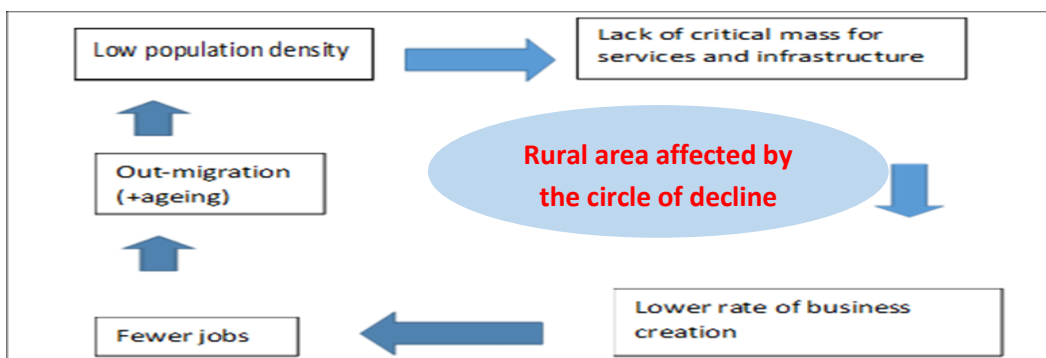 Low population density
Lack of critical mass for
services and infrastructure
Rural area affected by
the circle of decline
Out-migration
(+ageing)
Lower rate of business
creation
Fewer jobs